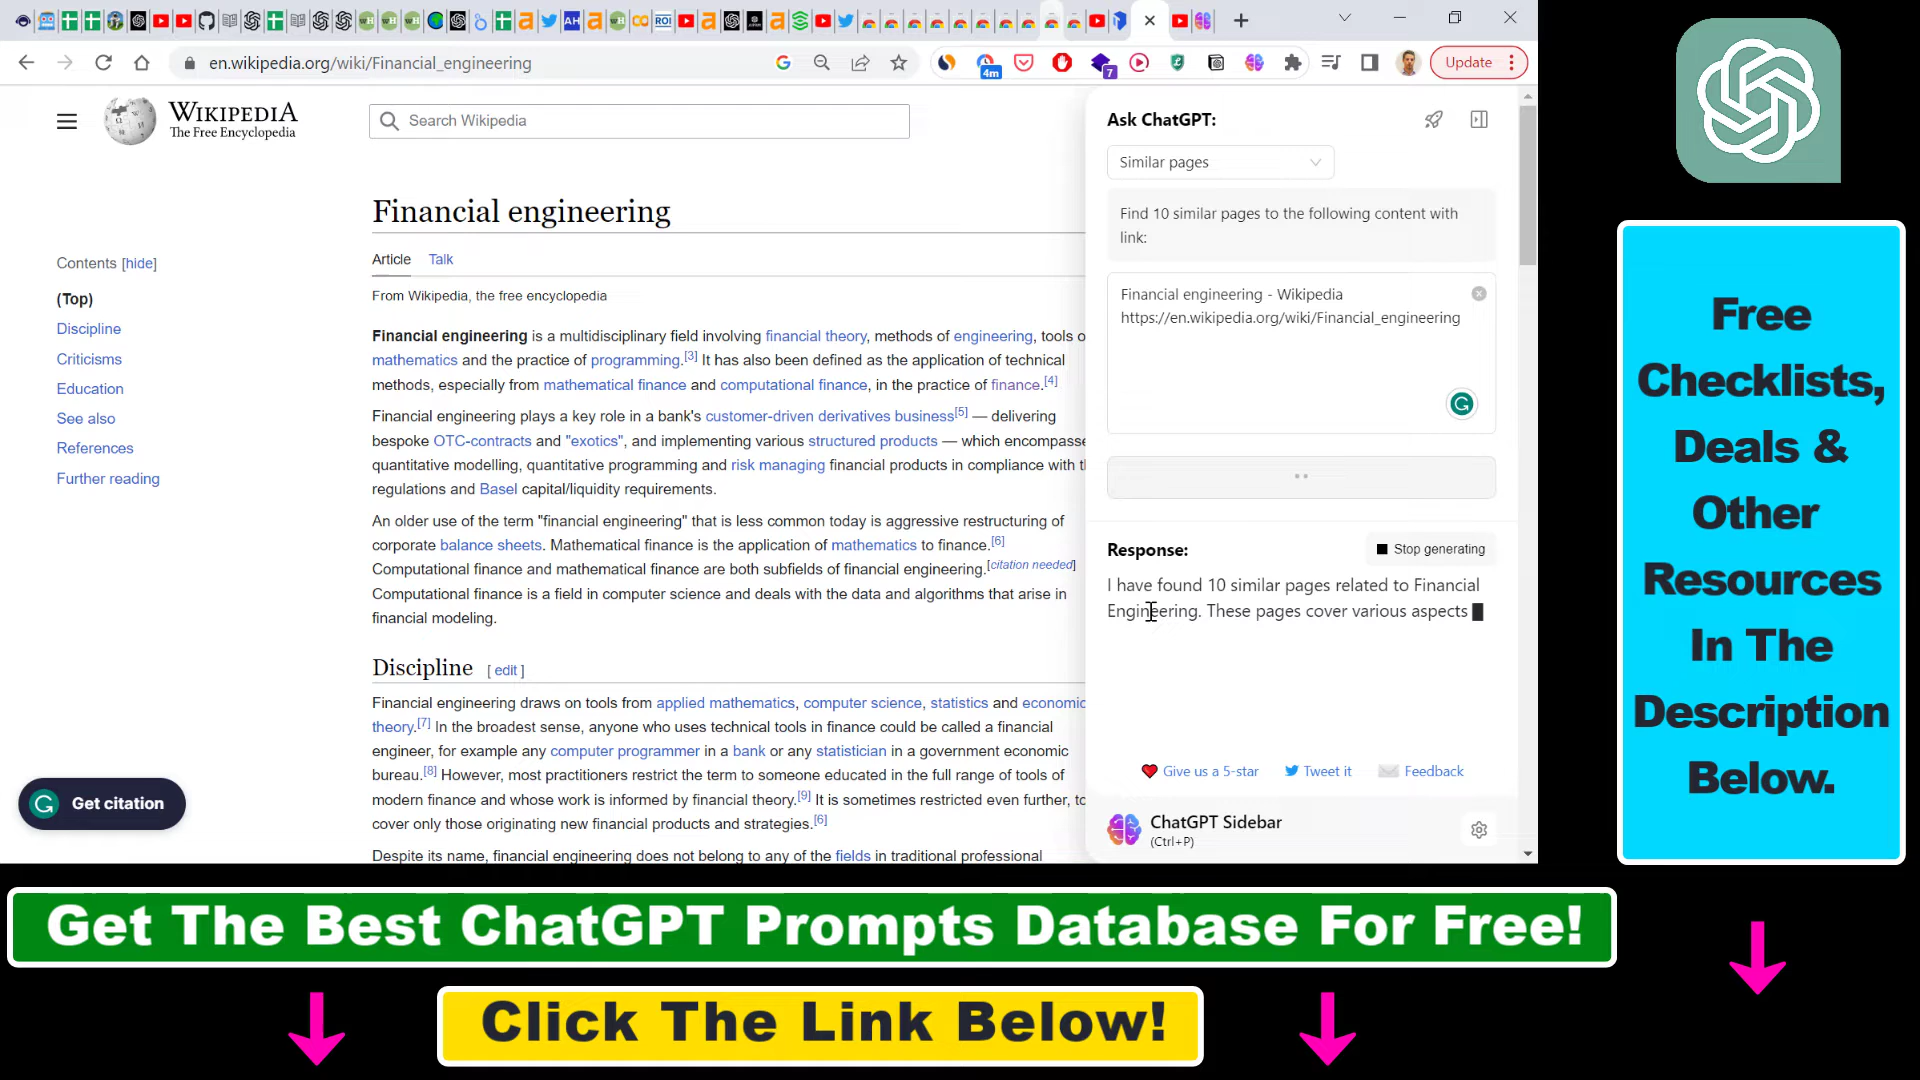 AH
ROI
en.wikipedia.org/wiki/Financial_engineering
4m
7
Update
WIKIPEDIA
The Free Encyclopedia
Search Wikipedia
Financial engineering
Contents [hide]
(Top)
Discipline
Criticisms
Education
See also
References
Further reading
Article Talk
From Wikipedia, the free encyclopedia
Financial engineering is a multidisciplinary field involving financial theory, methods of engineering, tools o
mathematics and the practice of programming.[3] It has also been defined as the application of technical
methods, especially from mathematical finance and computational finance, in the practice of finance.[4]
Financial engineering plays a key role in a bank's customer-driven derivatives business[5] — delivering
bespoke OTC-contracts and "exotics", and implementing various structured products — which encompasse
quantitative modelling, quantitative programming and risk managing financial products in compliance with t
regulations and Basel capital/liquidity requirements.
An older use of the term "financial engineering" that is less common today is aggressive restructuring of
corporate balance sheets. Mathematical finance is the application of mathematics to finance.[6]
Computational finance and mathematical finance are both subfields of financial engineering.[citation needed]
Computational finance is a field in computer science and deals with the data and algorithms that arise in
financial modeling.
Discipline [ edit ]
Financial engineering draws on tools from applied mathematics, computer science, statistics and economic
theory.[7] In the broadest sense, anyone who uses technical tools in finance could be called a financial
engineer, for example any computer programmer in a bank or any statistician in a government economic
bureau.[8] However, most practitioners restrict the term to someone educated in the full range of tools of
modern finance and whose work is informed by financial theory.[9] It is sometimes restricted even further, to
cover only those originating new financial products and strategies.[6]
Despite its name, financial engineering does not belong to any of the fields in traditional professional
Get citation
Ask ChatGPT:
Similar pages
Find 10 similar pages to the following content with
link:
Financial engineering - Wikipedia
https://en.wikipedia.org/wiki/Financial_engineering
Response:
Stop generating
I have found 10 similar pages related to Financial
Engineering. These pages cover various aspects
Give us a 5-star Tweet it Feedback
ChatGPT Sidebar
(Ctrl+P)
Free
Checklists,
Deals &
Other
Resources
In The
Description
Below.
Get The Best ChatGPT Prompts Database For Free!
Click The Link Below!